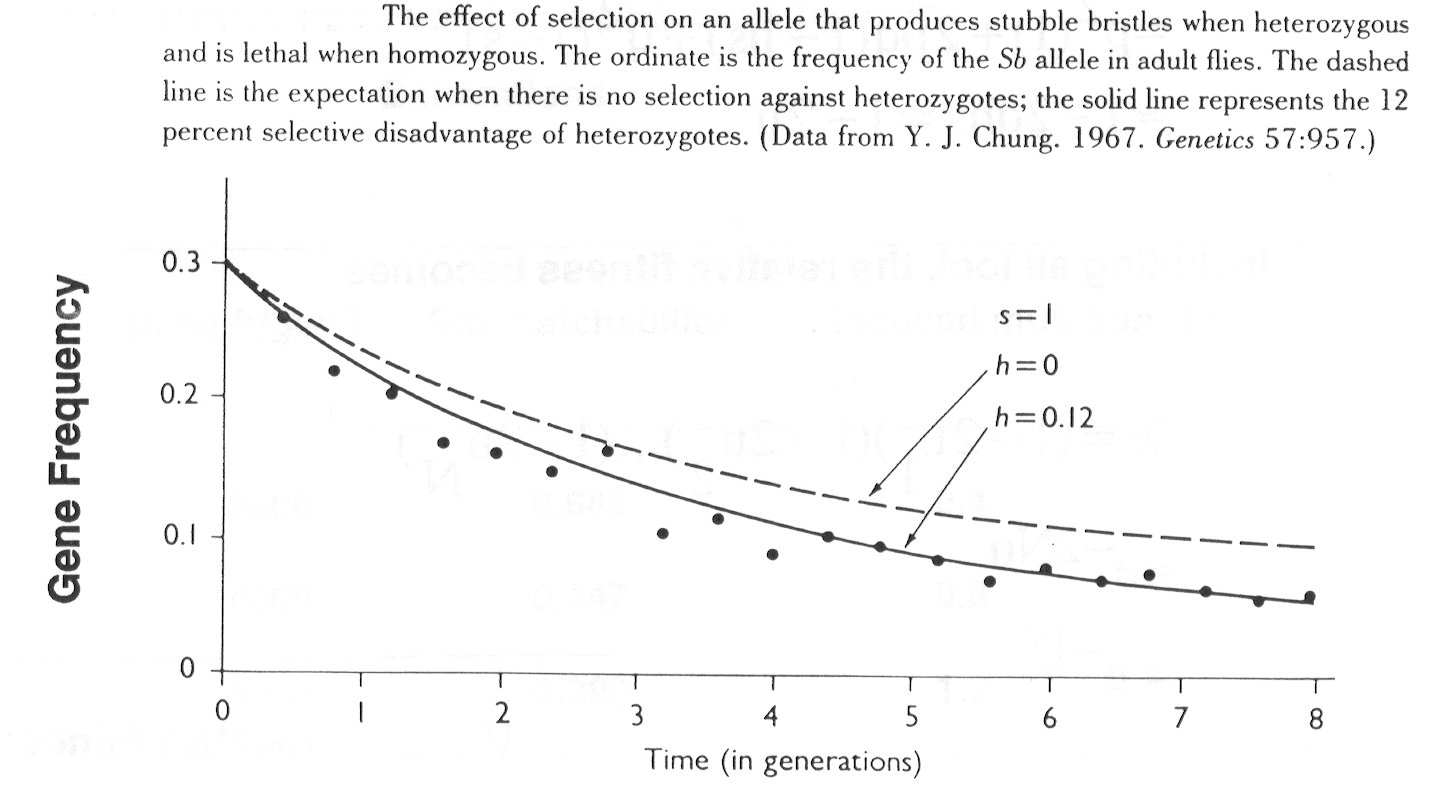 The effect of selection on an allele that produces stubble bristles when heterozygous
and is lethal when homozygous. The ordinate is the frequency of the Sb allele in adult flies. The dashed
line is the expectation when there is no selection against heterozygotes; the solid line represents the 12
percent selective disadvantage of heterozygotes. (Data from Y. J. Chung. 1967. Genetics 57:957.)
Gene Frequency
0.3
0.2
0.1
0
s=1
h=0
h=0.12
0 1 2 3 4 5 6 7 8
Time (in generations)